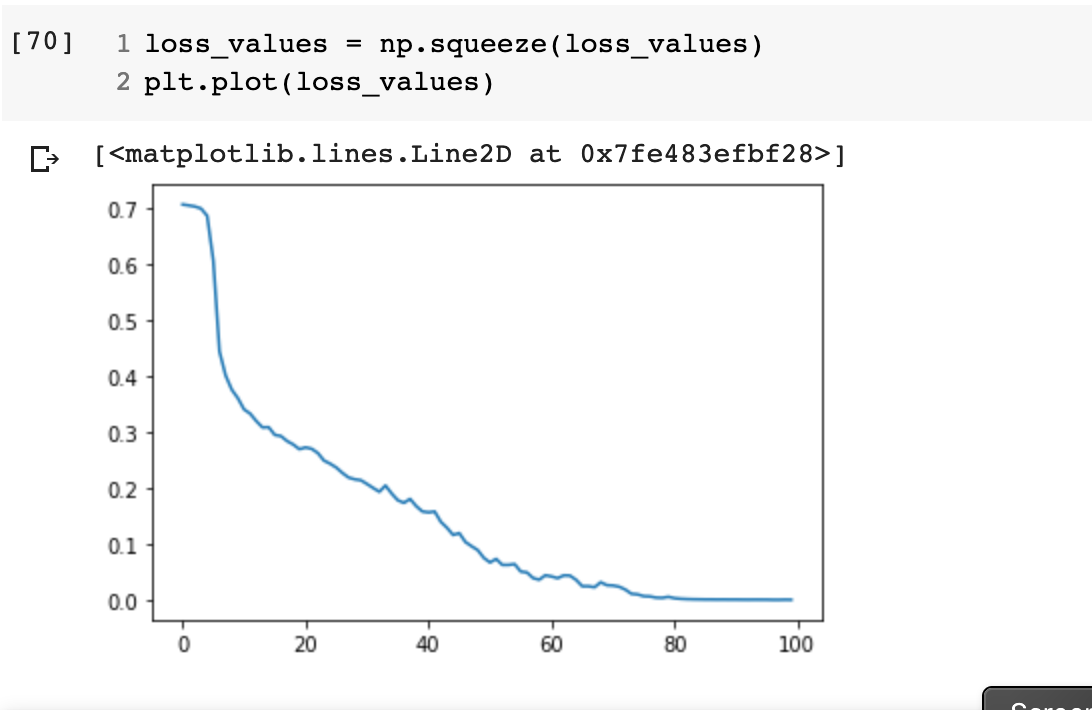 [70] 1 loss_values = np.squeeze(loss_values)
2 plt.plot(loss_values)
[<matplotlib.lines.Line2D at 0x7fe483efbf28>]
0.7
0.6
0.5
0.4
0.3
0.2
0.1
0.0
0 20 40 60 80 100